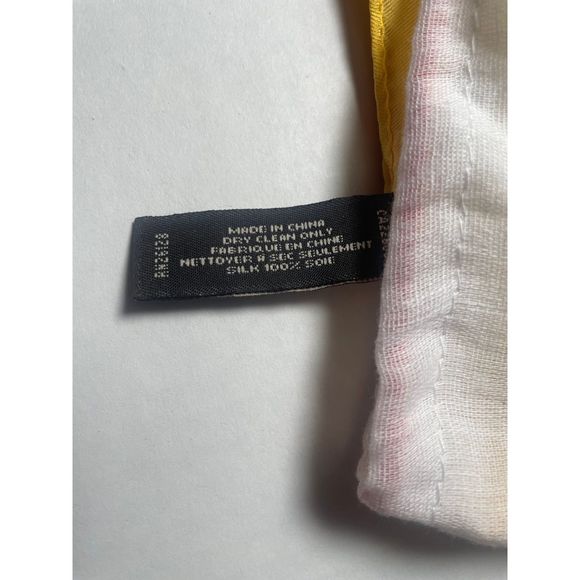 MADE IN CHINA
DRY CLEAN ONLY
FABRIQUE EN CHINE
NETTOYER A SEC SEULEMENT
SILK 100% SOIE
RN26128